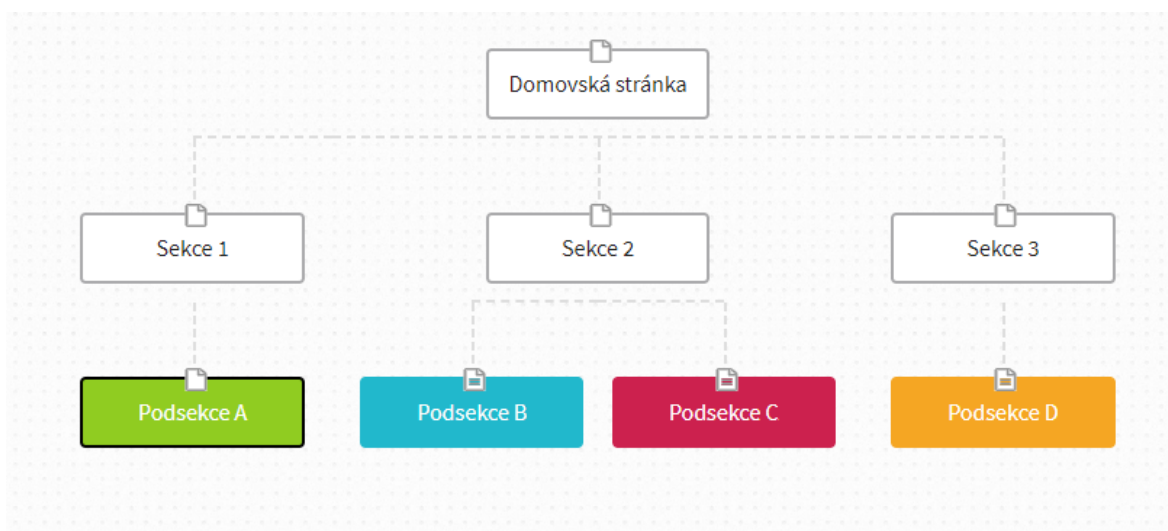 Domovská stránka
Sekce 1
Sekce 2
Sekce 3
Podsekce A
Podsekce B
Podsekce C
Podsekce D